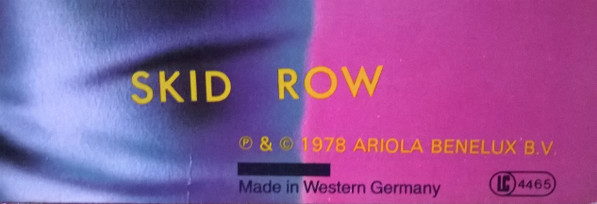 SKID ROW
℗ & © 1978 ARIOLA BENELUX B.V.
Made in Western Germany
LC 4465